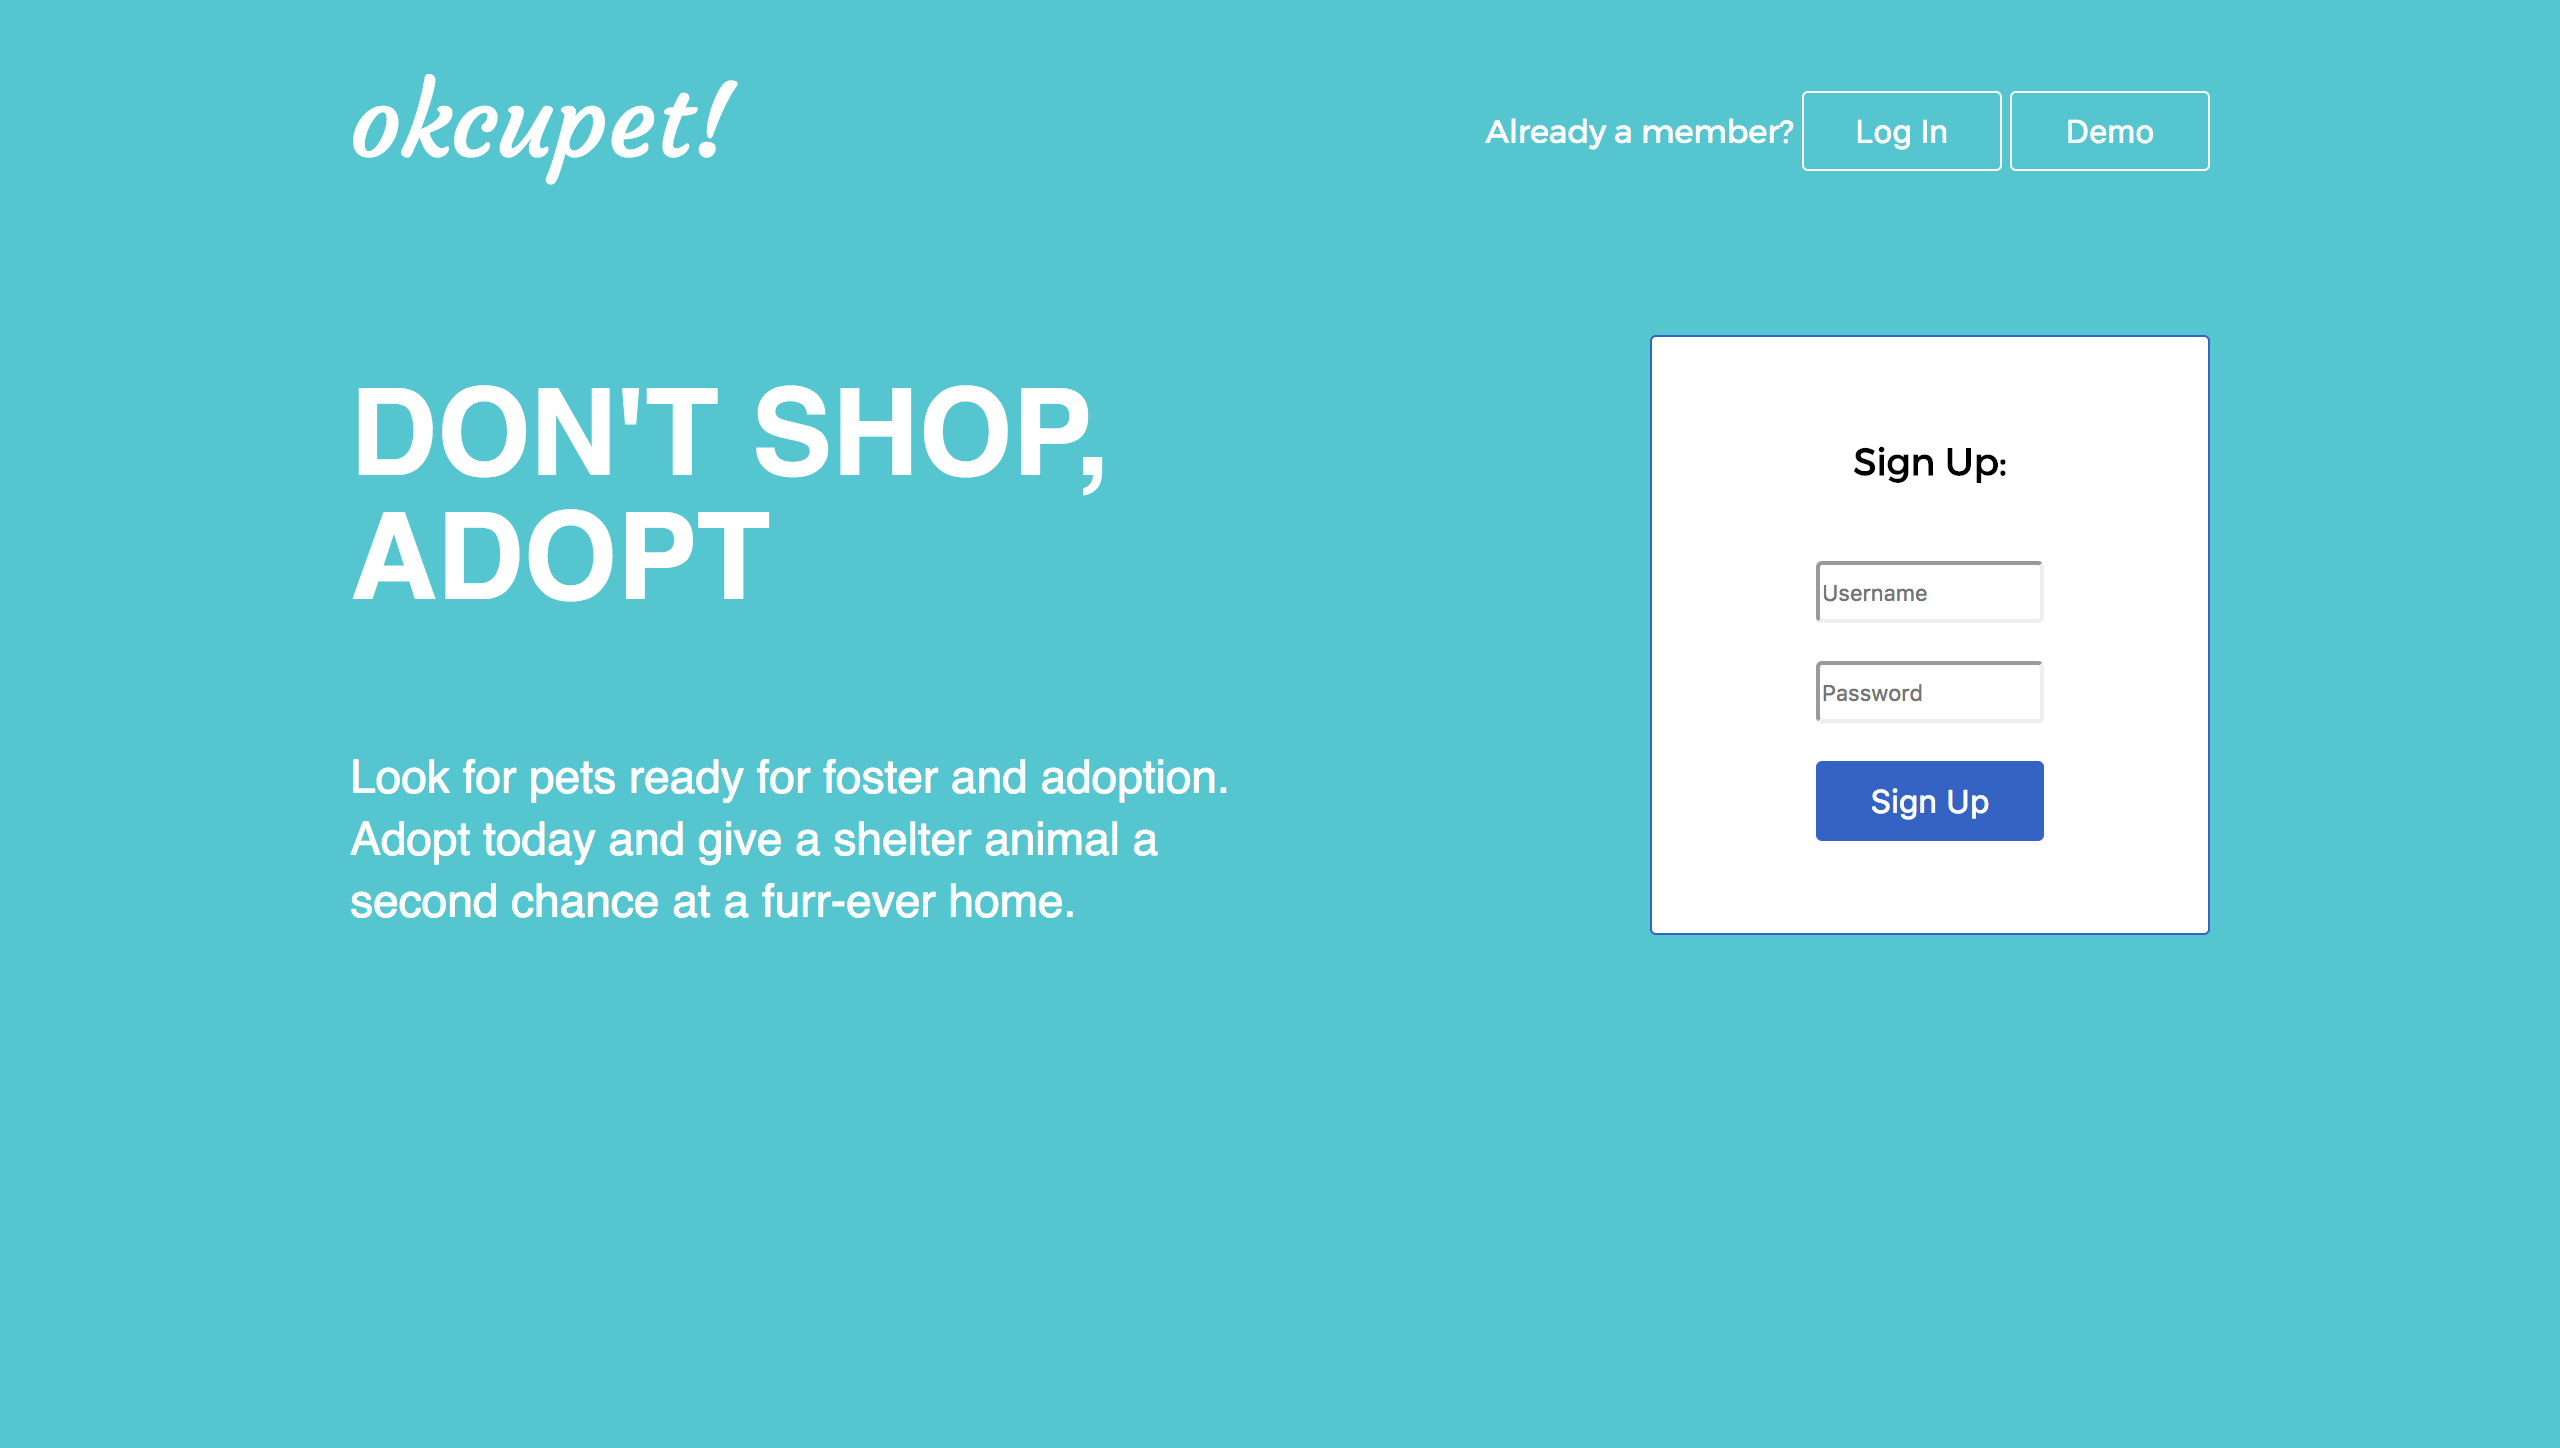 okcupet!
Already a member? Log In Demo
DON'T SHOP,
ADOPT
Look for pets ready for foster and adoption.
Adopt today and give a shelter animal a
second chance at a furr-ever home.
Sign Up:
Username
Password
Sign Up